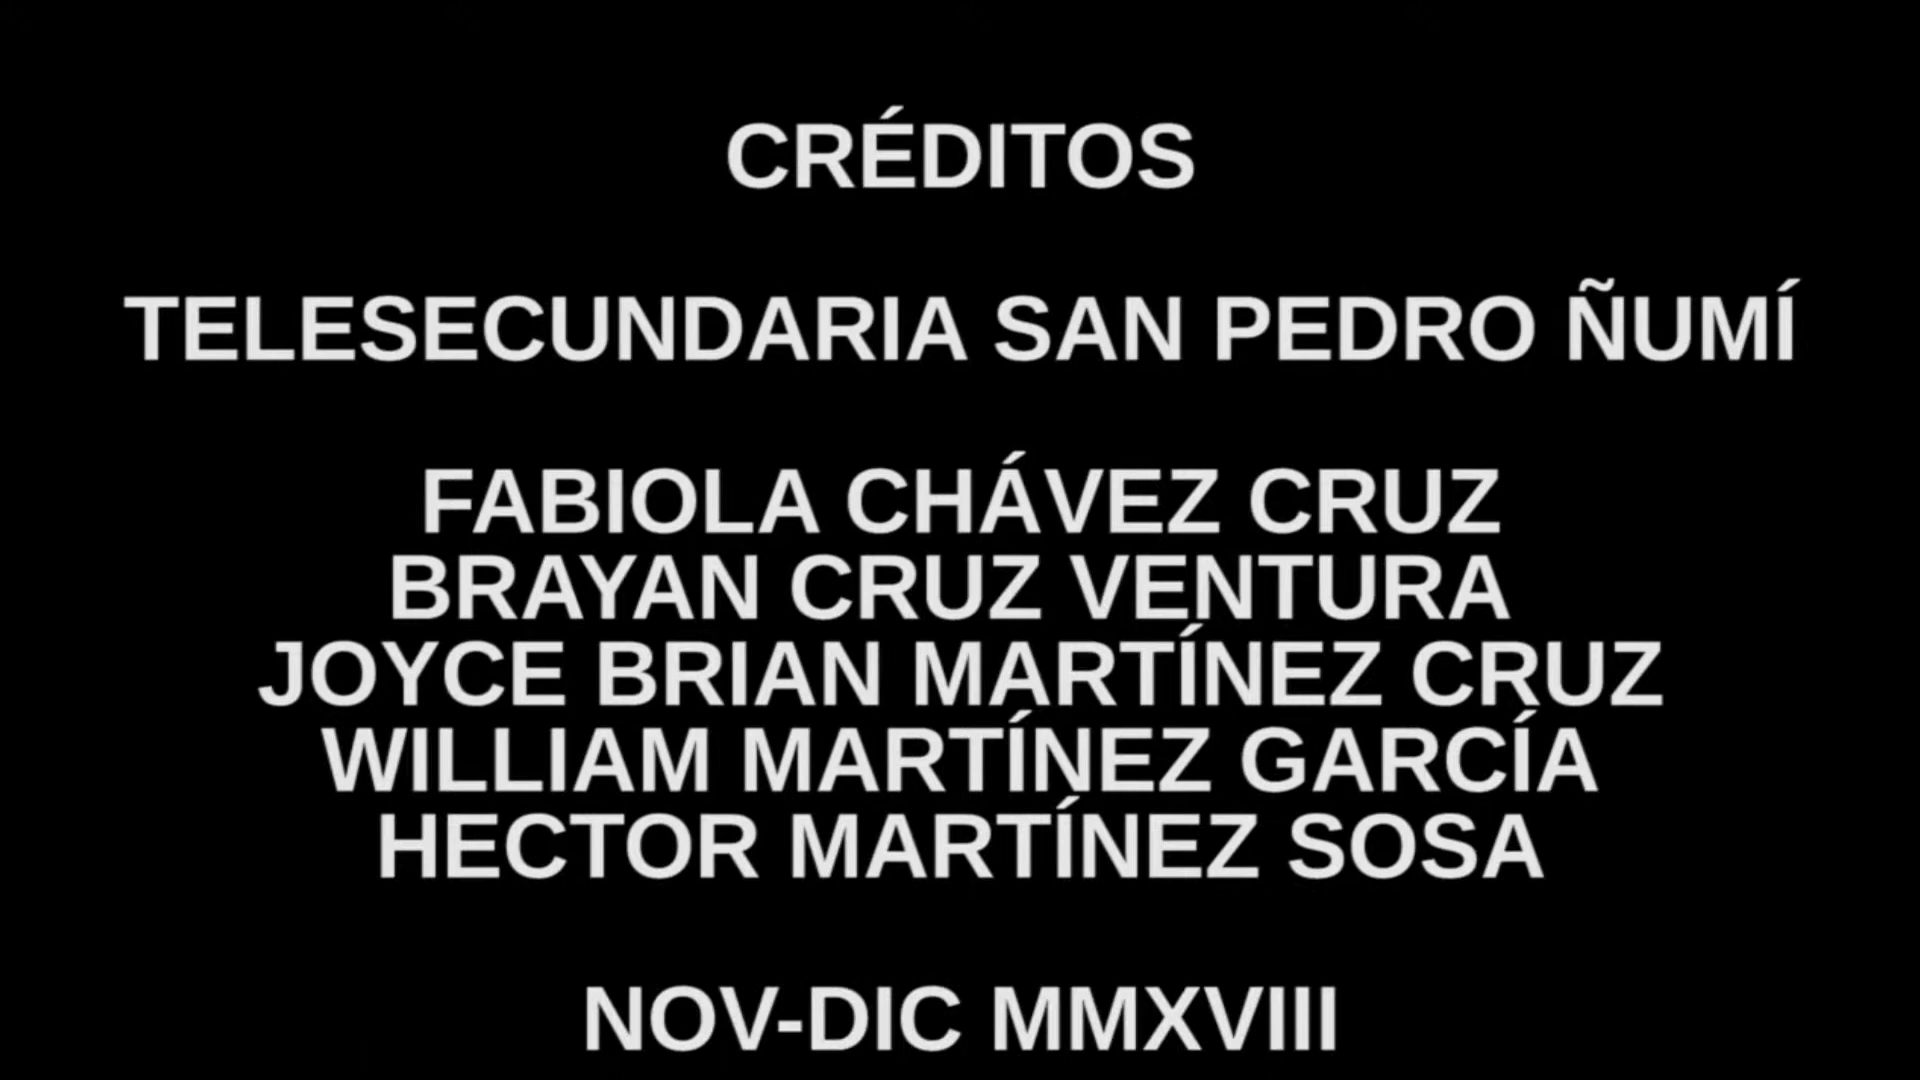 CRÉDITOS
TELESECUNDARIA SAN PEDRO ÑUMÍ
FABIOLA CHÁVEZ CRUZ
BRAYAN CRUZ VENTURA
JOYCE BRIAN MARTÍNEZ CRUZ
WILLIAM MARTÍNEZ GARCÍA
HECTOR MARTÍNEZ SOSA
NOV-DIC MMXVIII